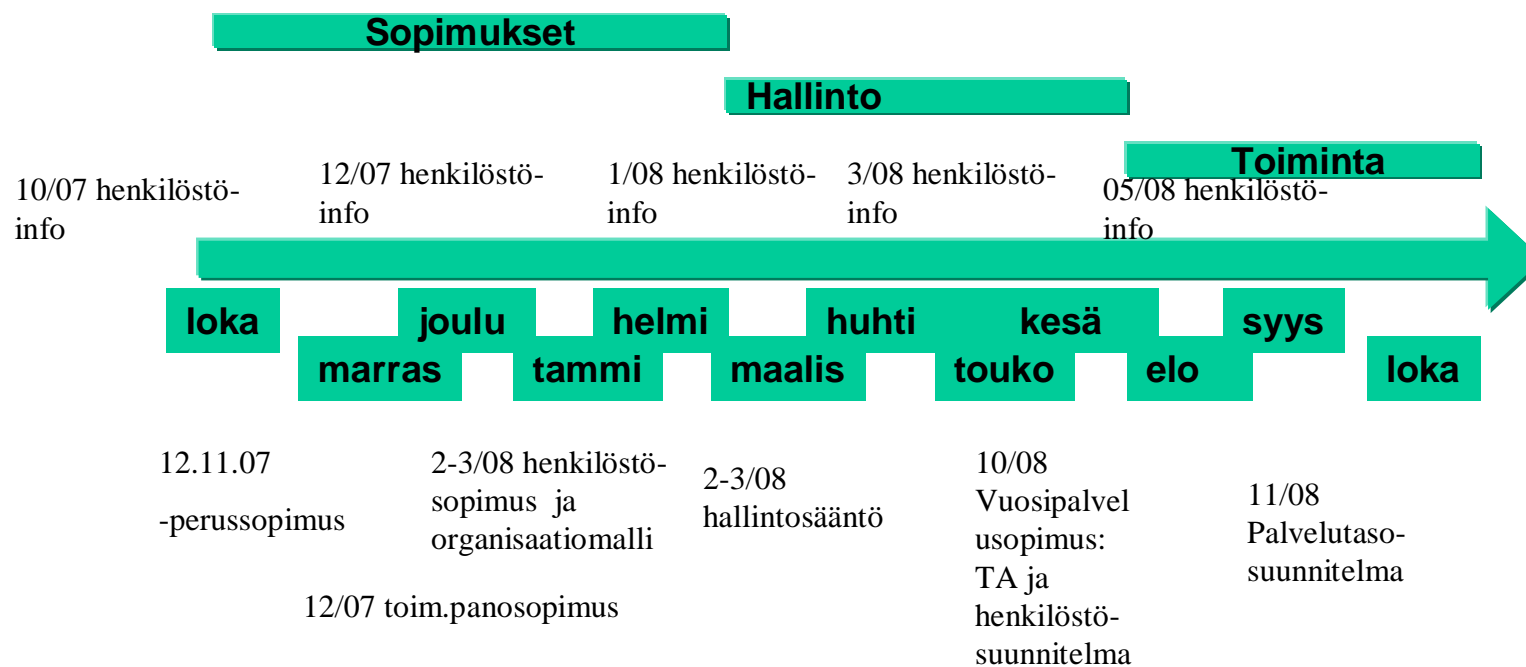 Sopimukset
Hallinto
Toiminta
10/07 henkilöstö-
info
12/07 henkilöstö-
info
1/08 henkilöstö-
info
3/08 henkilöstö-
info
05/08 henkilöstö-
info
loka
marras
joulu
tammi
helmi
maalis
huhti
touko
kesä
elo
syys
loka
12.11.07
-perussopimus
12/07 toim.panosopimus
2-3/08 henkilöstö-
sopimus ja
organisaatiomalli
2-3/08
hallintosääntö
10/08
Vuosipalvel
usopimus:
TA ja
henkilöstö-
suunnitelma
11/08
Palvelutaso-
suunnitelma